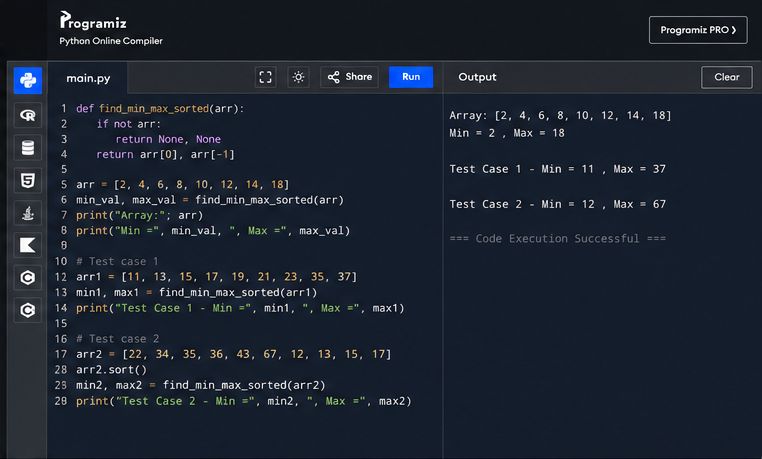 Programiz
Python Online Compiler
Programiz PRO ❯
main.py
Share
Run
Output
Clear
1 def find_min_max_sorted(arr):
2 if not arr:
3 return None, None
4 return arr[0], arr[-1]
5
5 arr = [2, 4, 6, 8, 10, 12, 14, 18]
6 min_val, max_val = find_min_max_sorted(arr)
7 print("Array:"; arr)
8 print("Min =", min_val, ", Max =", max_val)
9
10 # Test case 1
12 arr1 = [11, 13, 15, 17, 19, 21, 23, 35, 37]
13 min1, max1 = find_min_max_sorted(arr1)
14 print("Test Case 1 - Min =", min1, ", Max =", max1)
15
16 # Test case 2
17 arr2 = [22, 34, 35, 36, 43, 67, 12, 13, 15, 17]
28 arr2.sort()
29 min2, max2 = find_min_max_sorted(arr2)
20 print("Test Case 2 - Min =", min2, ", Max =", max2)
Array: [2, 4, 6, 8, 10, 12, 14, 18]
Min = 2 , Max = 18
Test Case 1 - Min = 11 , Max = 37
Test Case 2 - Min = 12 , Max = 67
=== Code Execution Successful ===